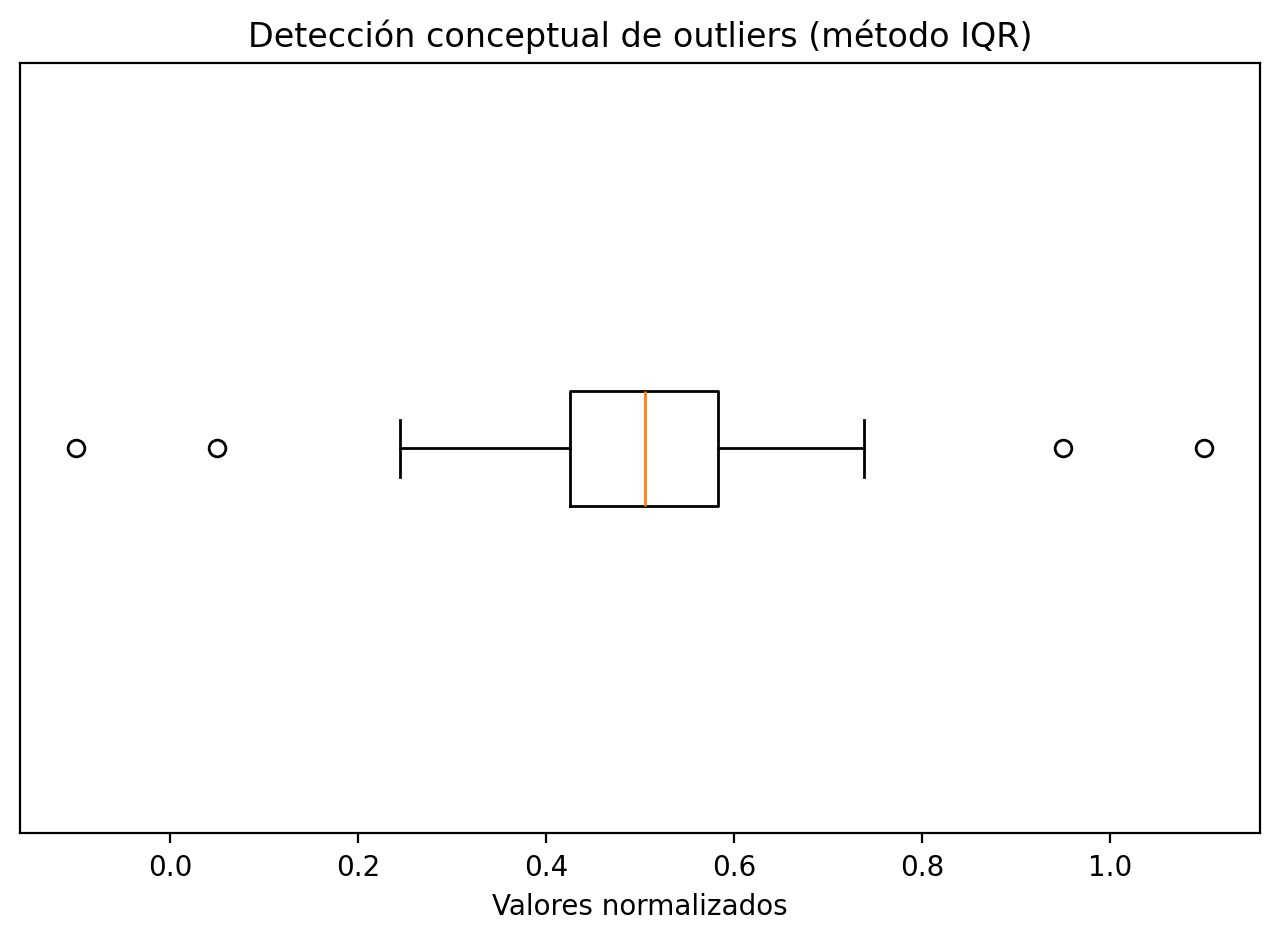 Detección conceptual de outliers (método IQR)
0.0 0.2 0.4 0.6 0.8 1.0
Valores normalizados